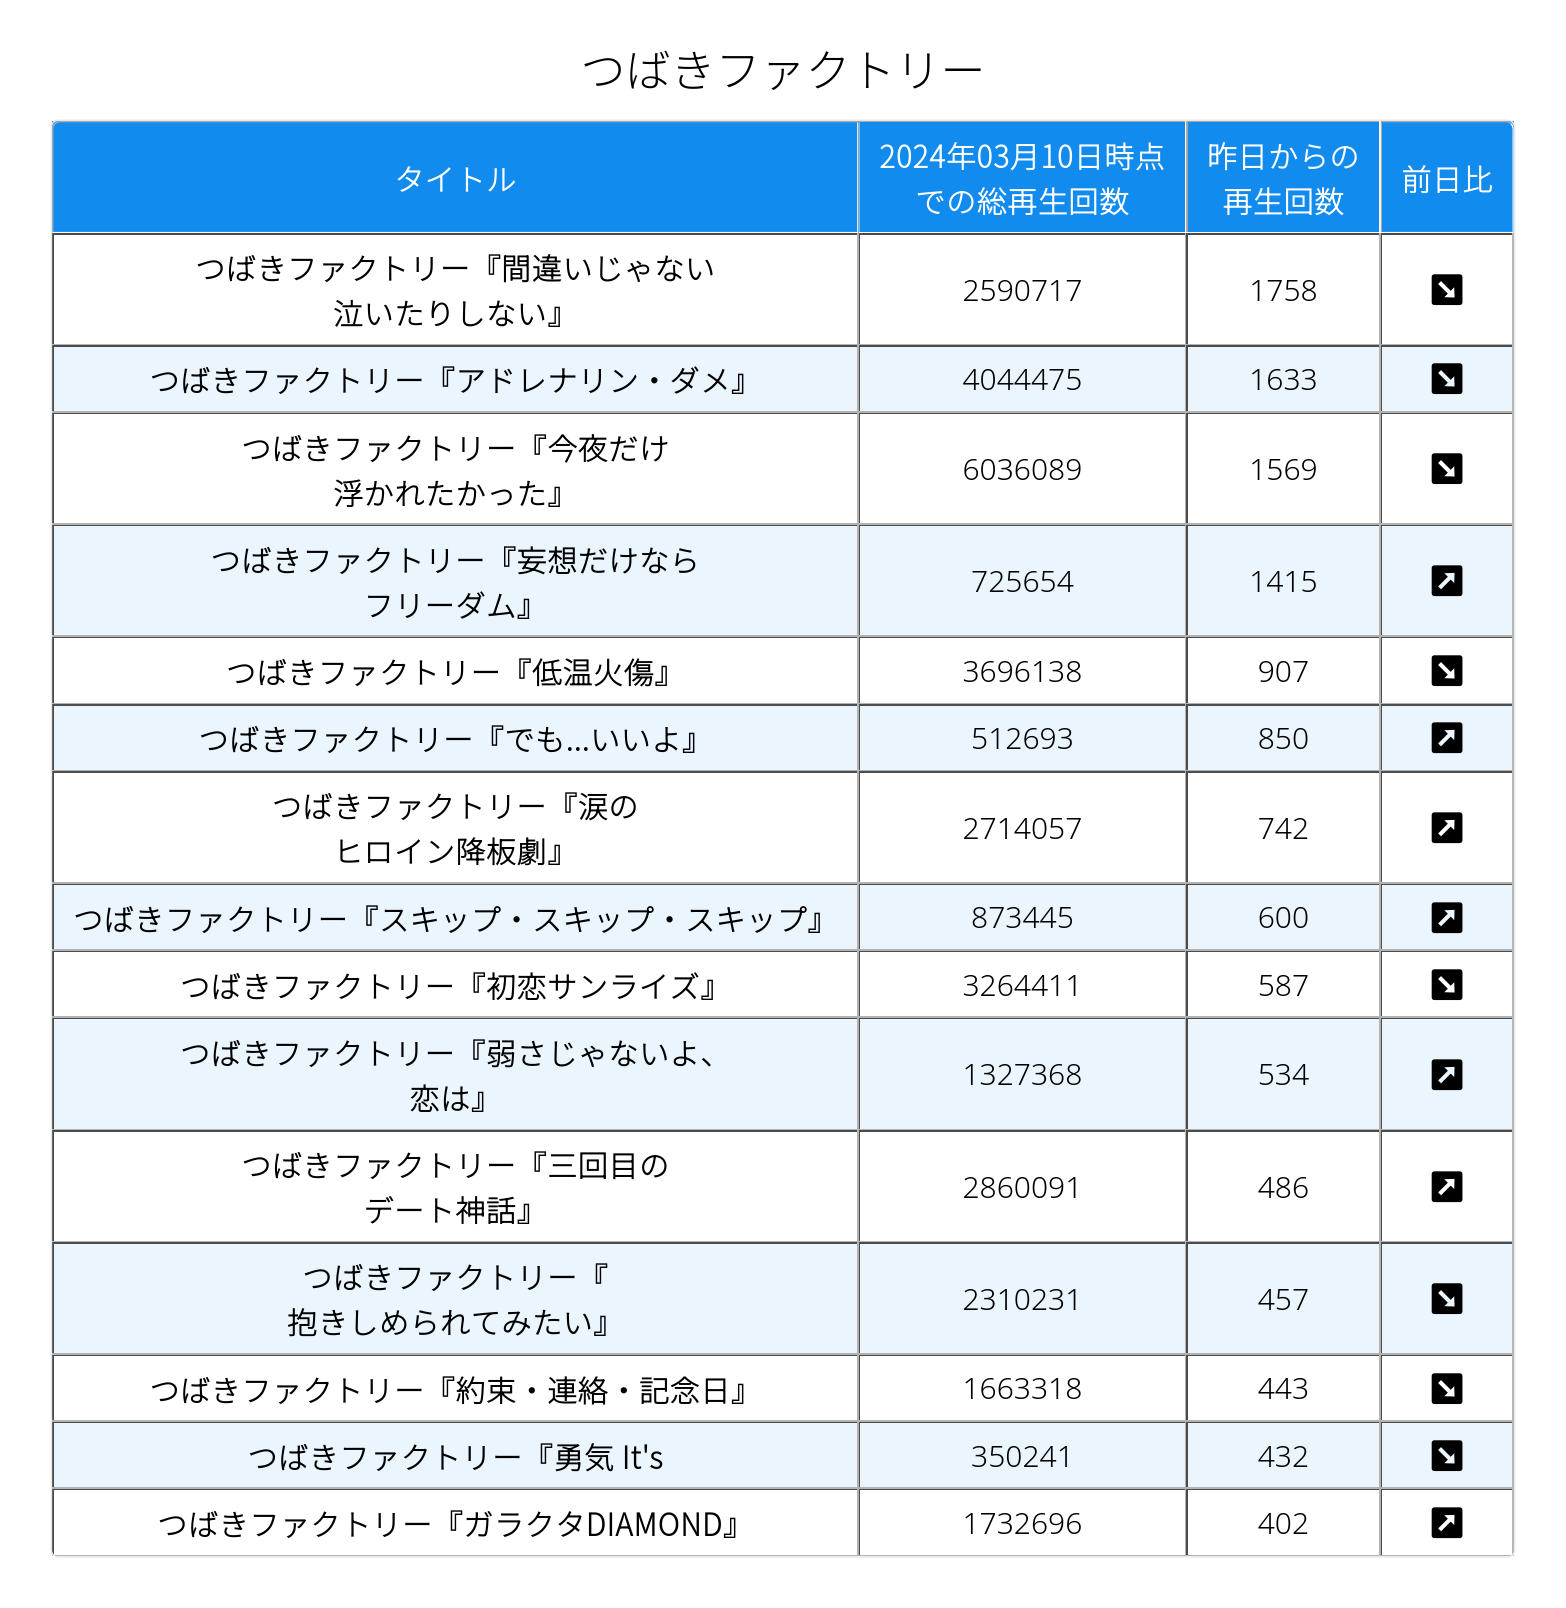 つばきファクトリー
タイトル
2024年03月10日時点
での総再生回数
昨日からの
再生回数
前日比
つばきファクトリー『間違いじゃない
泣いたりしない』
2590717
1758
つばきファクトリー『アドレナリン・ダメ』
4044475
1633
つばきファクトリー『今夜だけ
浮かれたかった』
6036089
1569
つばきファクトリー『妄想だけなら
フリーダム』
725654
1415
つばきファクトリー『低温火傷』
3696138
907
つばきファクトリー『でも...いいよ』
512693
850
つばきファクトリー『涙の
ヒロイン降板劇』
2714057
742
つばきファクトリー『スキップ・スキップ・スキップ』
873445
600
つばきファクトリー『初恋サンライズ』
3264411
587
つばきファクトリー『弱さじゃないよ、
恋は』
1327368
534
つばきファクトリー『三回目の
デート神話』
2860091
486
つばきファクトリー『
抱きしめられてみたい』
2310231
457
つばきファクトリー『約束・連絡・記念日』
1663318
443
つばきファクトリー『勇気 It's
350241
432
つばきファクトリー『ガラクタDIAMOND』
1732696
402